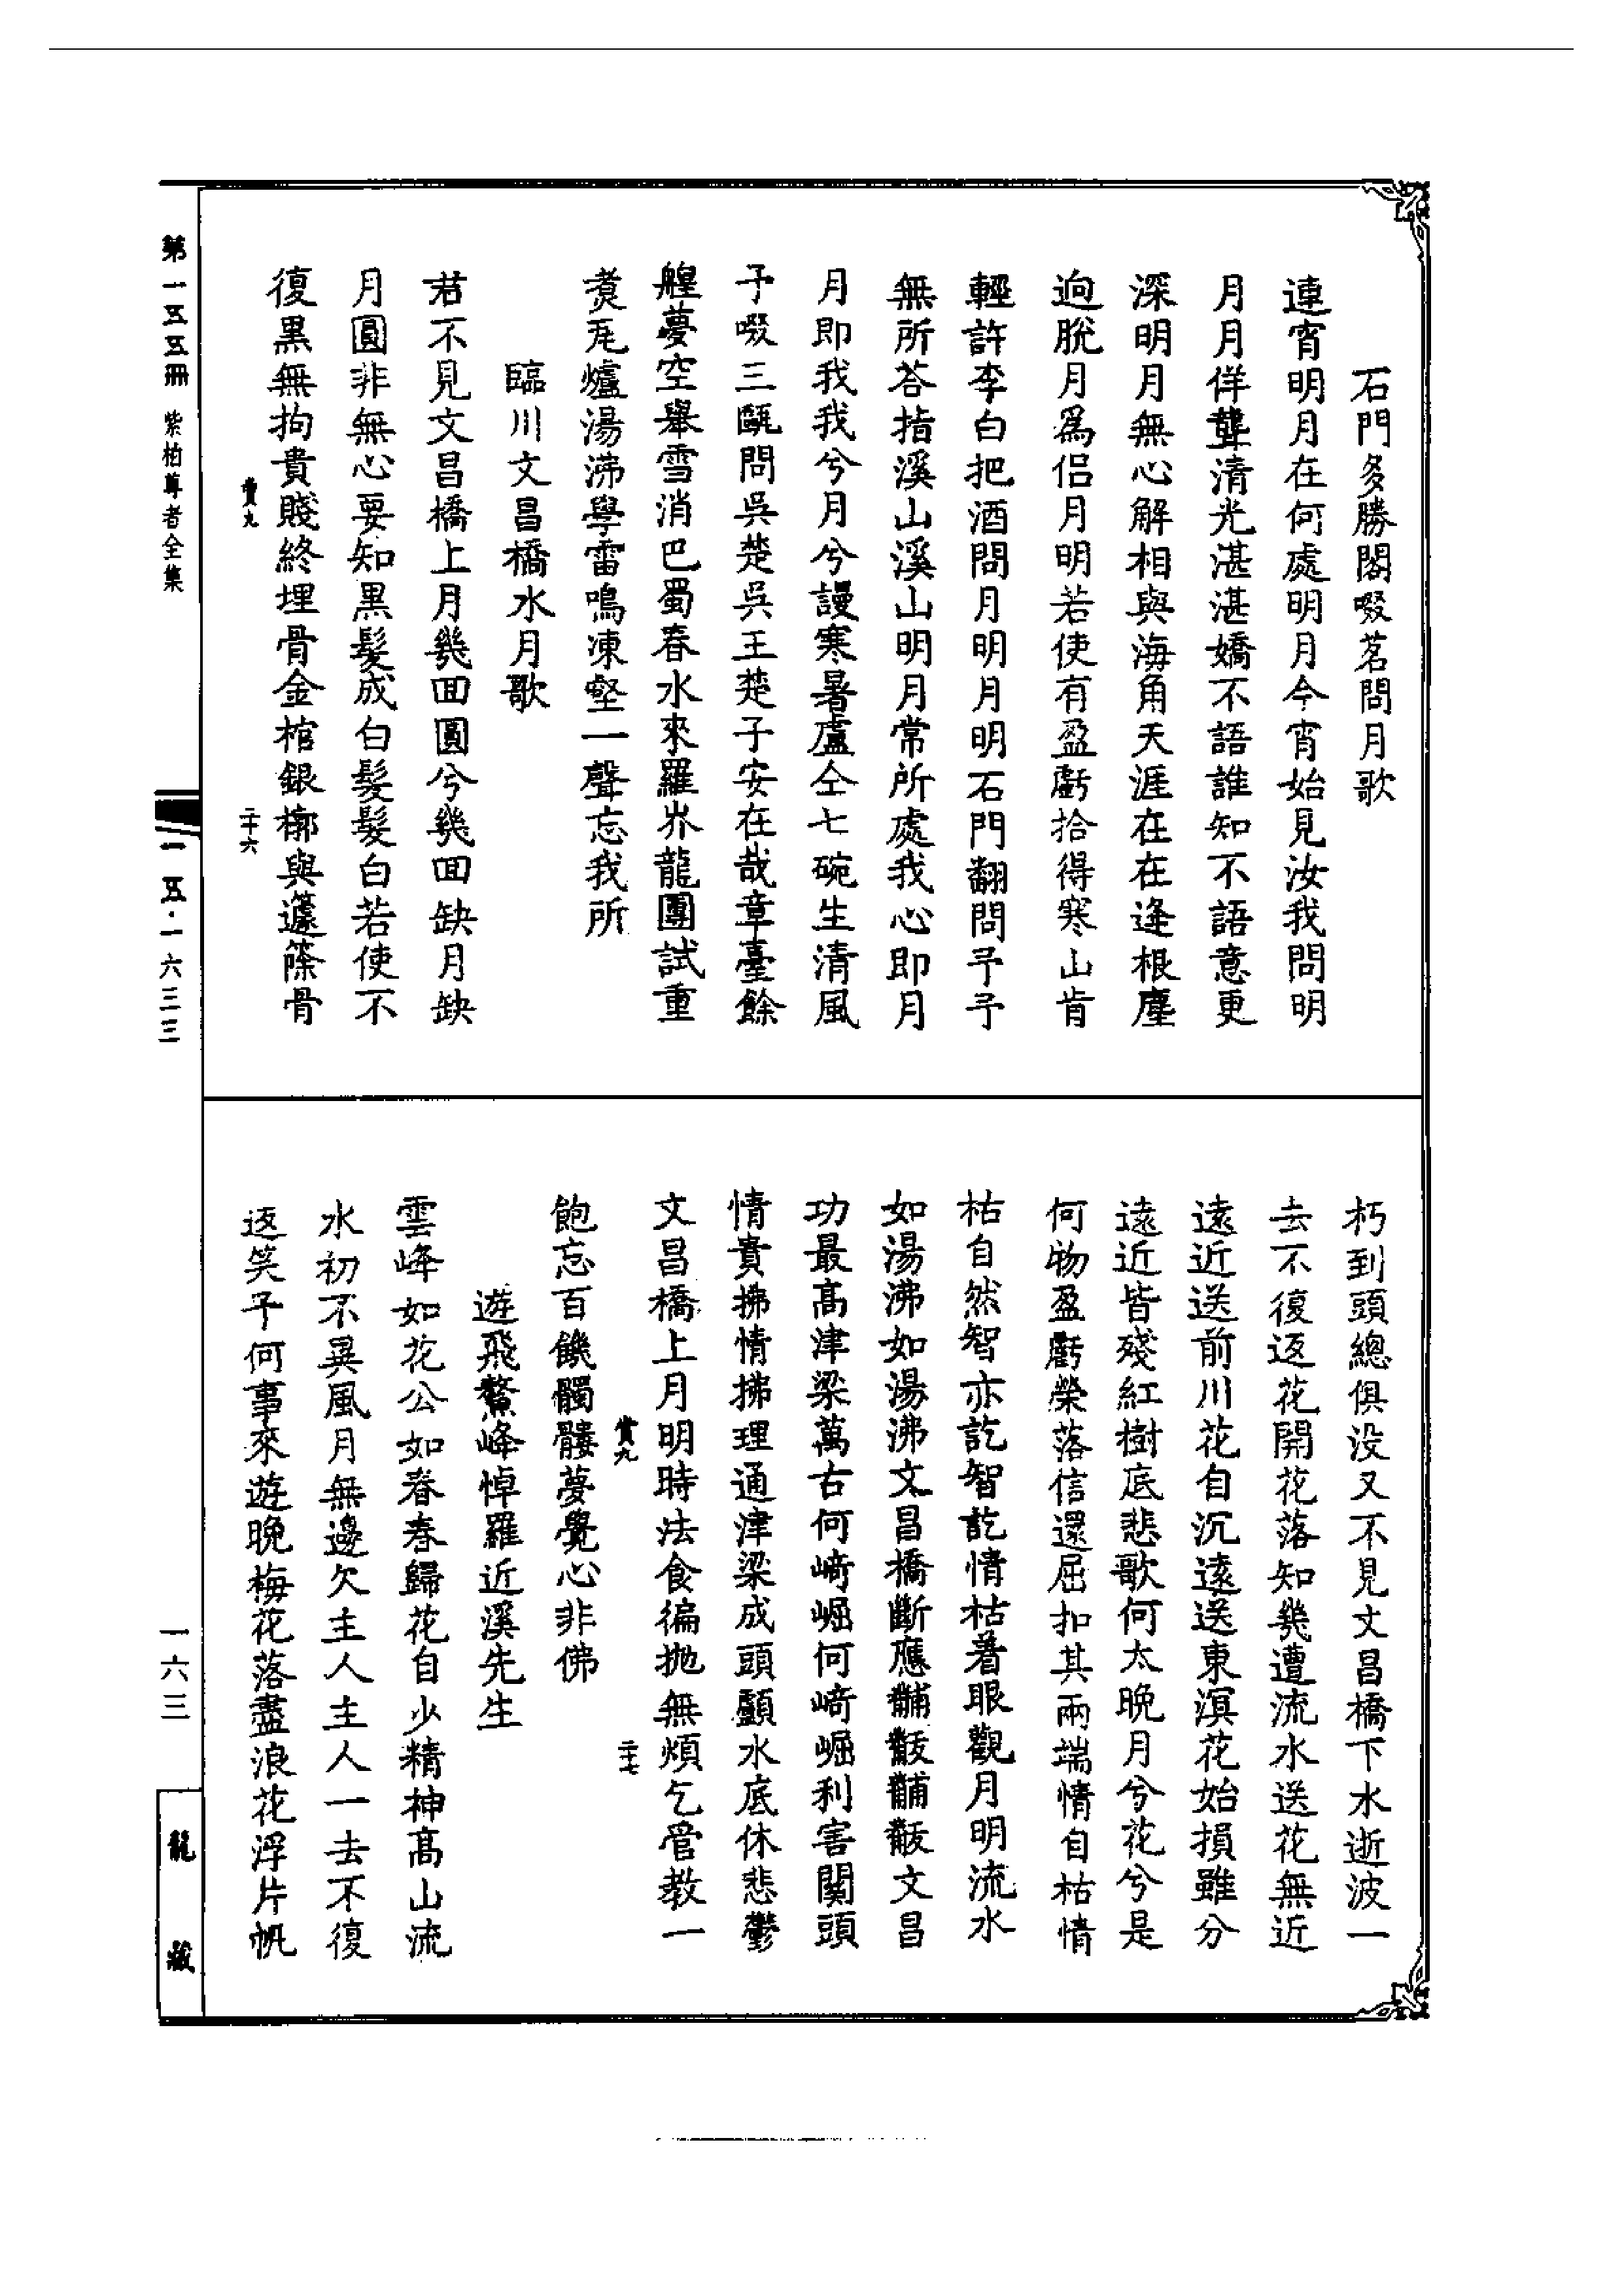 石門多勝閣啜茗問月歌
連宵明月在何處明月今宵始見汝我問明
月月佯聾清光湛湛嬌不語誰知不語意更
深明月無心解相與海角天涯在在逢根塵
逈脫月爲侣月明若使有盈虧拾得寒山肯
輕許李白把酒問月明月明石門翻問予予
無所荅指溪山溪山明月常所處我心即月
月即我我兮月兮謾寒暑盧仝七碗生清風
予啜三甌問吳楚吳王楚子安在哉章臺餘
艎夢空舉雪消巴蜀春水來羅岕龍團試重
煑瓦爐湯沸學雷鳴凍壑一聲忘我所
臨川文昌橋水月歌
君不見文昌橋上月幾回圓兮幾回缺月缺
月圓非無心要知黑髮成白髮髮白若使不
復黑無拘貴賤終埋骨金棺銀槨與籧篨骨
貲九
二十六
朽到頭總俱没又不見文昌橋下水逝波一
去不復返花開花落知幾遭流水送花無近
遠近送前川花自沉遠送東溟花始損雖分
遠近皆殘紅樹底悲歌何太晚月兮花兮是
何物盈虧榮落信還屈扣其兩端情自枯情
枯自然智亦訖智訖情枯着眼觀月明流水
如湯沸如湯沸文昌橋斷應黼黻黼黻文昌
功最高津梁萬古何崎崛何崎崛利害關頭
情貴拂情拂理通津梁成頭顱水底休悲鬱
文昌橋上月明時法食徧拋無煩乞管教一
貲九
二十七
飽忘百饑髑髏夢覺心非佛
遊飛鰲峰悼羅近溪先生
雲峰如花公如春春歸花自少精神高山流
水初不異風月無邊欠主人主人一去不復
返笑予何事來遊晚梅花落盡浪花浮片帆
第一五五冊 紫柏尊者全集
一五五·一六三三
一六三
龍藏